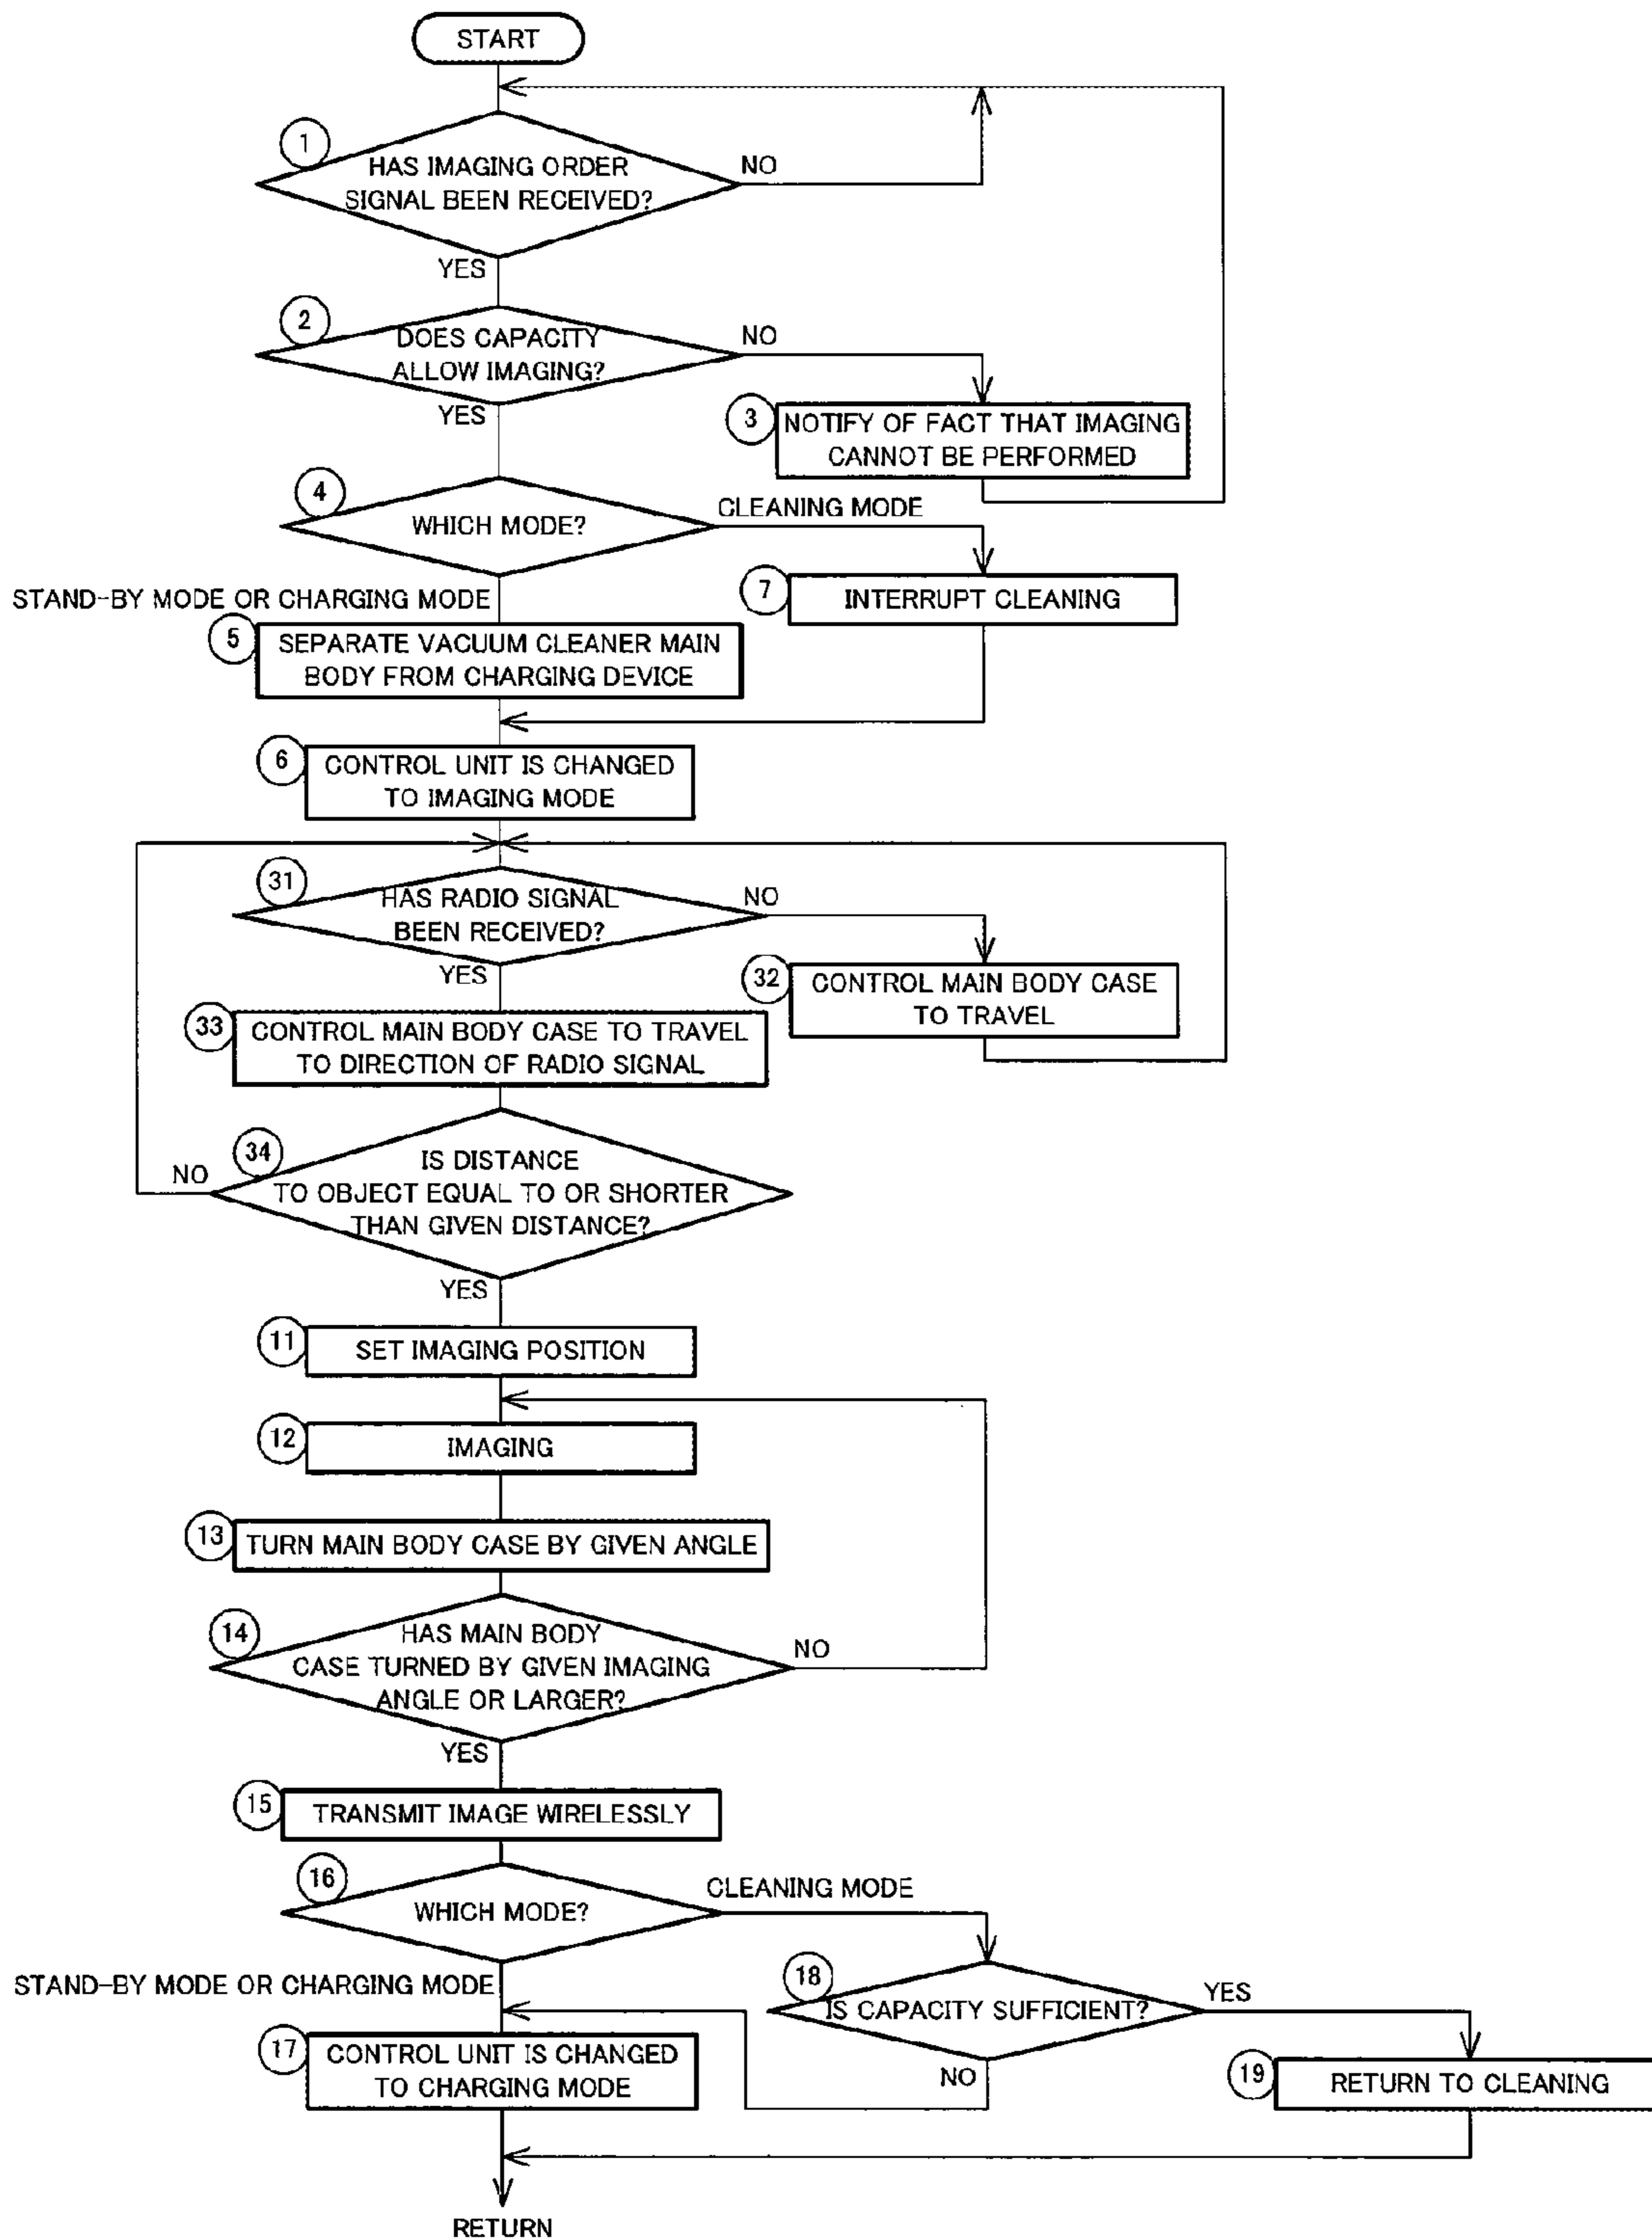 START
1
HAS IMAGING ORDER
SIGNAL BEEN RECEIVED?
NO
YES
2
DOES CAPACITY
ALLOW IMAGING?
NO
YES
3
NOTIFY OF FACT THAT IMAGING
CANNOT BE PERFORMED
4
WHICH MODE?
CLEANING MODE
STAND-BY MODE OR CHARGING MODE
7
INTERRUPT CLEANING
5
SEPARATE VACUUM CLEANER MAIN
BODY FROM CHARGING DEVICE
6
CONTROL UNIT IS CHANGED
TO IMAGING MODE
31
HAS RADIO SIGNAL
BEEN RECEIVED?
NO
YES
32
CONTROL MAIN BODY CASE
TO TRAVEL
33
CONTROL MAIN BODY CASE TO TRAVEL
TO DIRECTION OF RADIO SIGNAL
34
IS DISTANCE
TO OBJECT EQUAL TO OR SHORTER
THAN GIVEN DISTANCE?
NO
YES
11
SET IMAGING POSITION
12
IMAGING
13
TURN MAIN BODY CASE BY GIVEN ANGLE
14
HAS MAIN BODY
CASE TURNED BY GIVEN IMAGING
ANGLE OR LARGER?
NO
YES
15
TRANSMIT IMAGE WIRELESSLY
16
WHICH MODE?
CLEANING MODE
STAND-BY MODE OR CHARGING MODE
18
IS CAPACITY SUFFICIENT?
YES
NO
17
CONTROL UNIT IS CHANGED
TO CHARGING MODE
19
RETURN TO CLEANING
RETURN